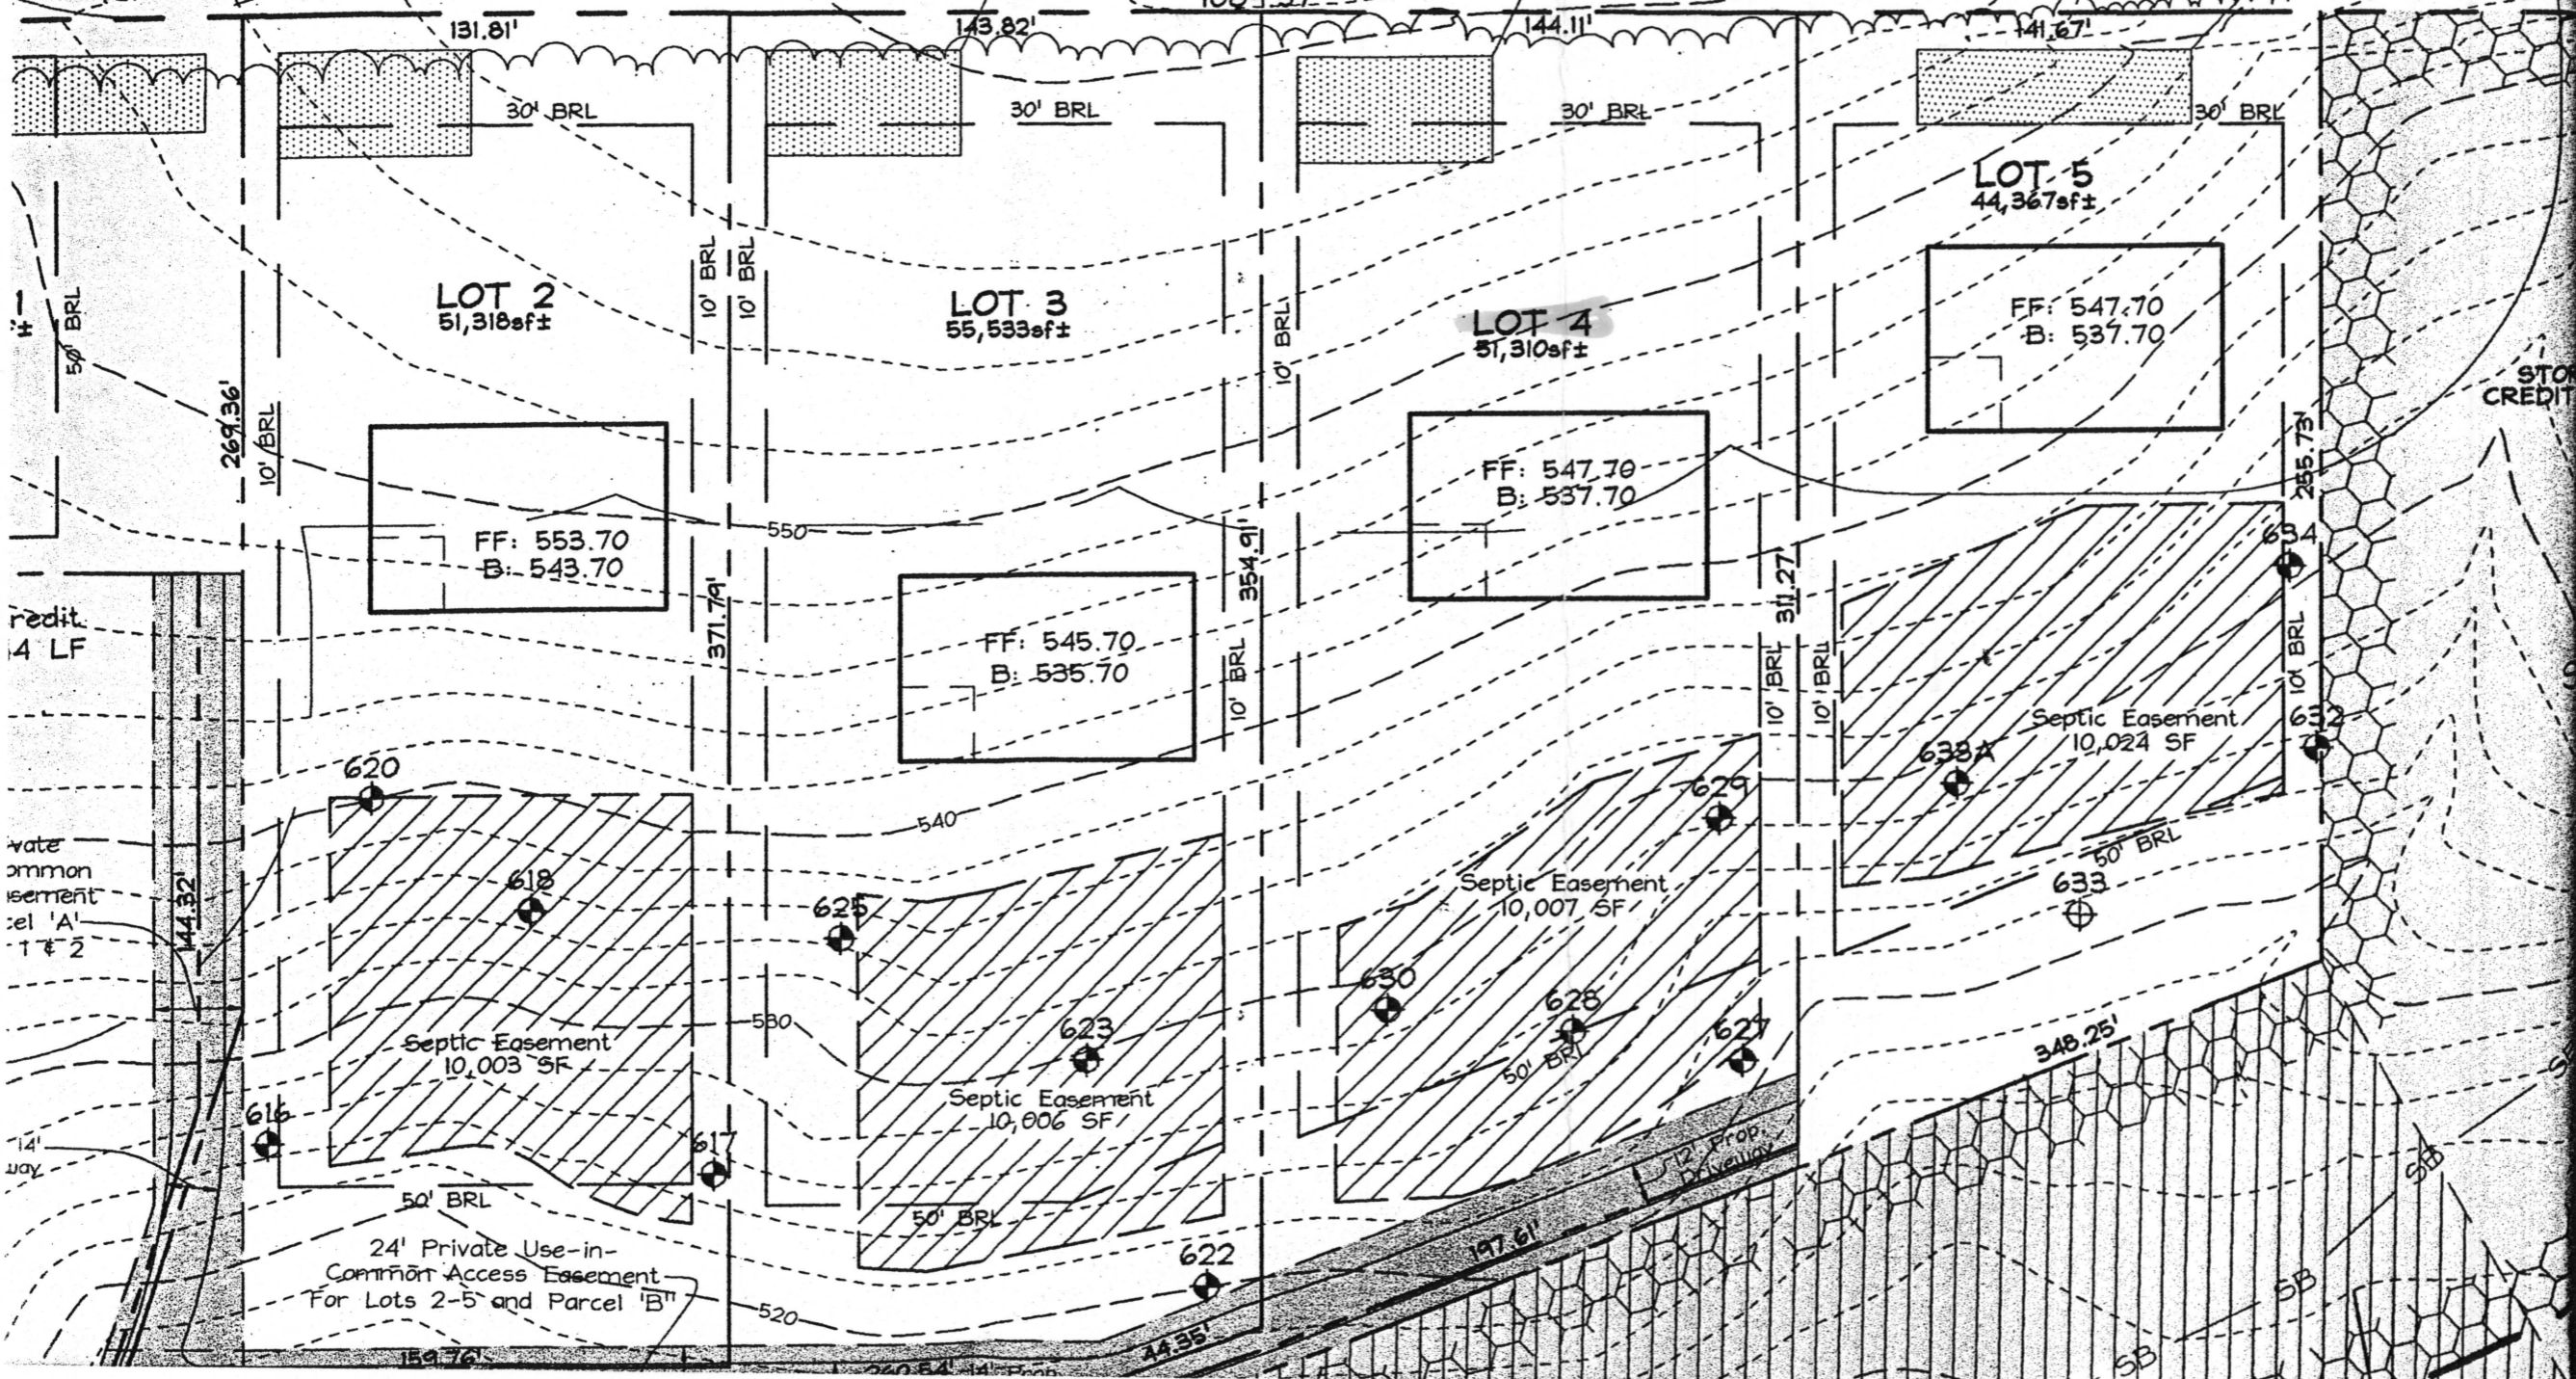 131.81'
143.82'
144.11'
141.67'
30' BRL
30' BRL
30' BRL
30' BRL
LOT 5
44,367sf±
10' BRL
10' BRL
LOT 2
51,318sf±
LOT 3
55,533sf±
LOT 4
51,310sf±
FF: 547.70
B: 537.70
50' BRL
10' BRL
STO
CREDIT
269.36'
10' BRL
255.73'
FF: 547.70
B: 537.70
550
FF: 553.70
B: 543.70
354.91'
311.27'
634
371.79'
redit
4 LF
FF: 545.70
B: 535.70
10' BRL
10' BRL
10' BRL
10' BRL
Septic Easement
10,024 SF
632
633A
620
629
540
50' BRL
vate
ommon
asement
cel 'A'
1 & 2
144.32'
618
625
Septic Easement
10,007 SF
633
630
628
627
530
623
50' BRL
348.25'
Septic Easement
10,003 SF
Septic Easement
10,006 SF
616
617
14'
way
12' Prop.
Driveway
50' BRL
50' BRL
24' Private Use-in-
Common Access Easement
For Lots 2-5 and Parcel 'B'
622
197.61'
520
SB
SB
SB
44.35'
159.76'
260.54' 14' Prop.